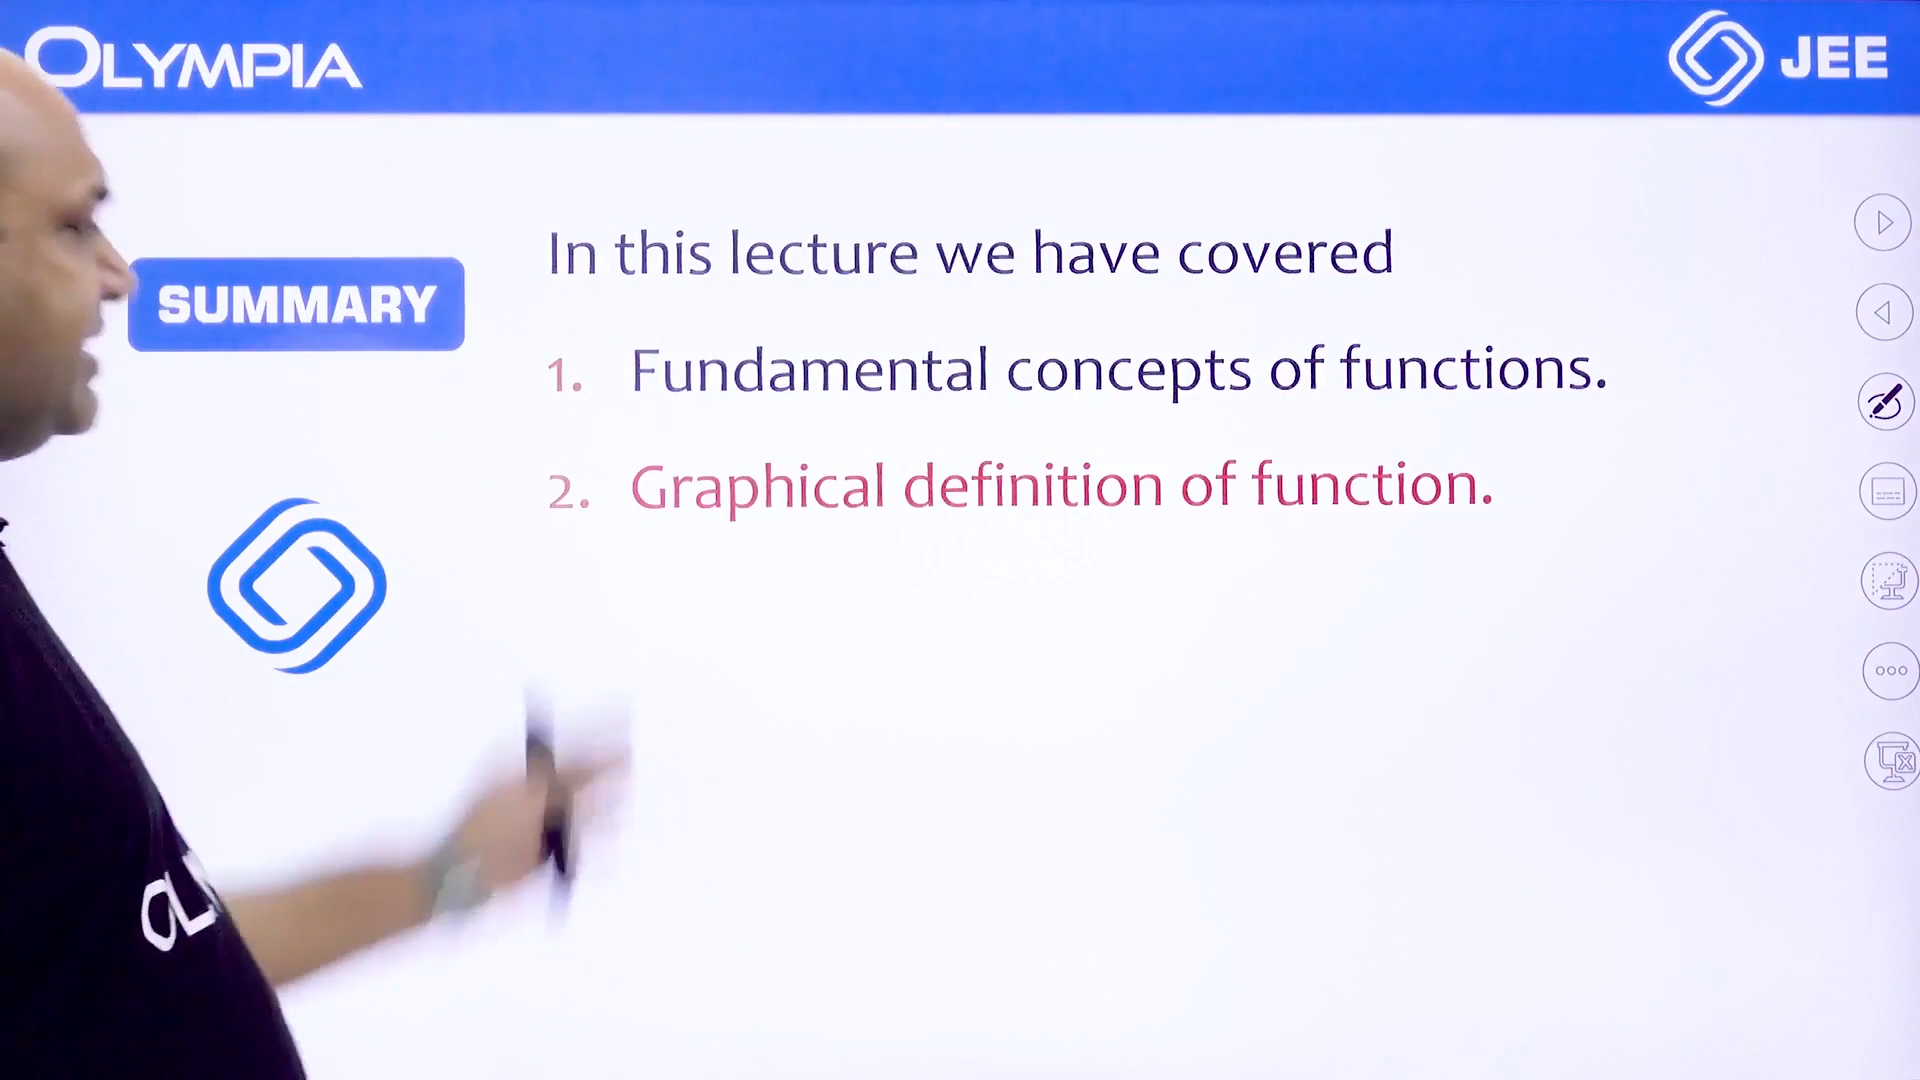 OLYMPIA
JEE
SUMMARY
In this lecture we have covered
1. Fundamental concepts of functions.
2. Graphical definition of function.
OL